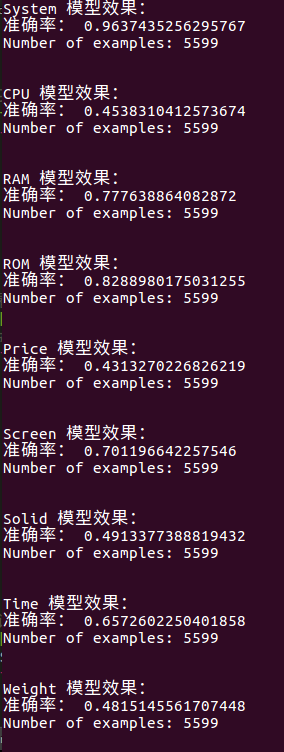 System 模型效果：
准确率： 0.9637435256295767
Number of examples: 5599
CPU 模型效果：
准确率： 0.4538310412573674
Number of examples: 5599
RAM 模型效果：
准确率： 0.777638864082872
Number of examples: 5599
ROM 模型效果：
准确率： 0.8288980175031255
Number of examples: 5599
Price 模型效果：
准确率： 0.4313270226826219
Number of examples: 5599
Screen 模型效果：
准确率： 0.701196642257546
Number of examples: 5599
Solid 模型效果：
准确率： 0.4913377388819432
Number of examples: 5599
Time 模型效果：
准确率： 0.6572602250401858
Number of examples: 5599
Weight 模型效果：
准确率： 0.4815145561707448
Number of examples: 5599